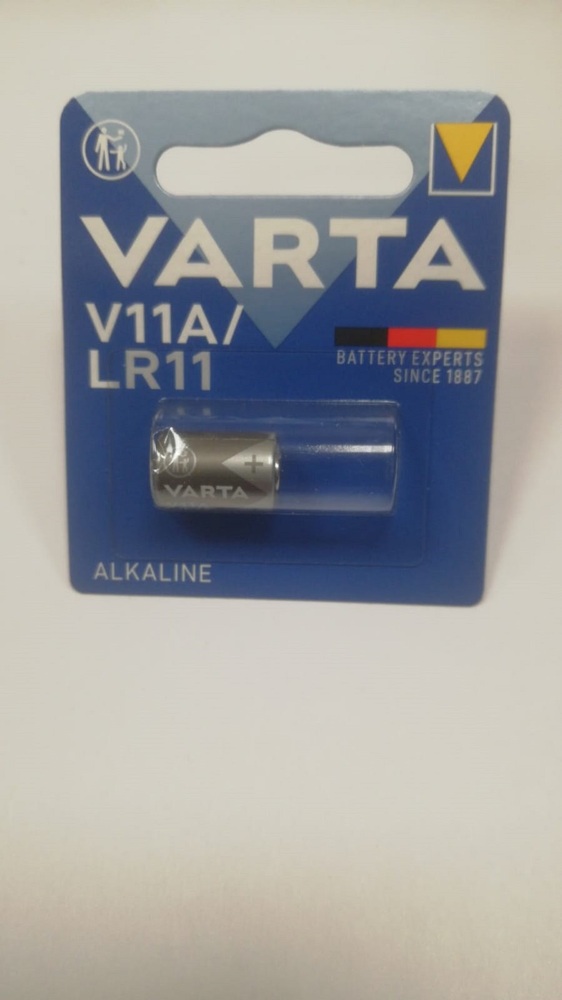 VARTA
V11A/
LR11
BATTERY EXPERTS
SINCE 1887
+
VARTA
ALKALINE